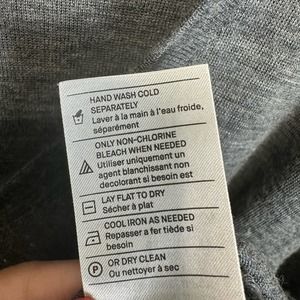 HAND WASH COLD
SEPARATELY
Laver à la main à l'eau froide,
séparément
ONLY NON-CHLORINE
BLEACH WHEN NEEDED
Utiliser uniquement un
agent blanchissant non
decolorant si besoin est
LAY FLAT TO DRY
Sécher à plat
COOL IRON AS NEEDED
Repasser a fer tiède si
besoin
P
OR DRY CLEAN
Ou nettoyer à sec